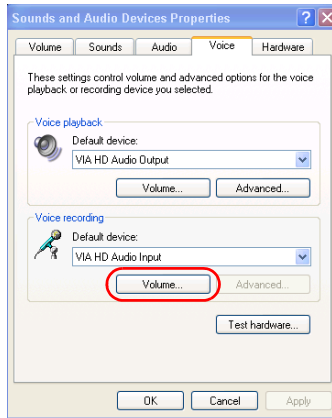 Sounds and Audio Devices Properties
Volume Sounds Audio Voice Hardware
These settings control volume and advanced options for the voice
playback or recording device you selected.
Voice playback
Default device:
VIA HD Audio Output
Volume... Advanced...
Voice recording
Default device:
VIA HD Audio Input
Volume... Advanced...
Test hardware...
OK Cancel Apply